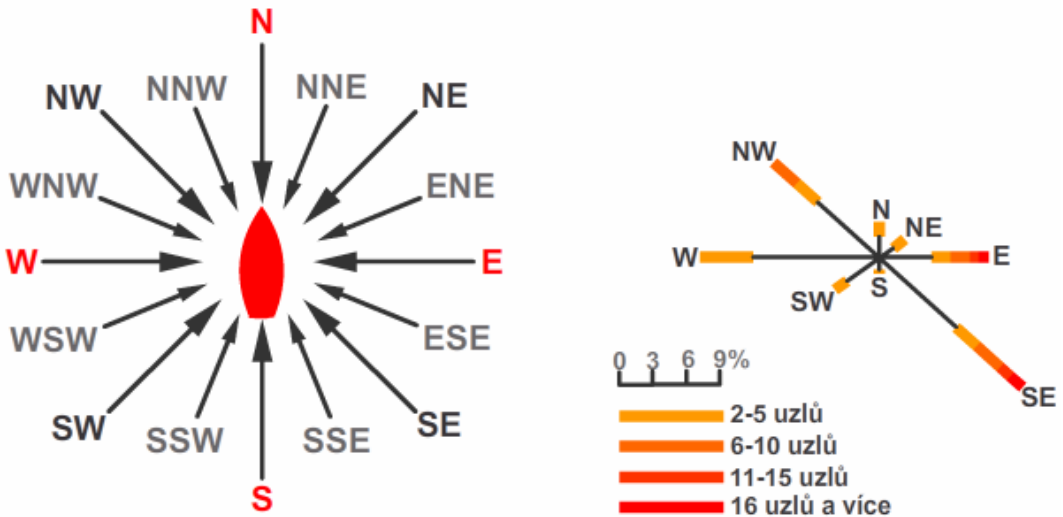 N
NNW NNE
NW NE
WNW ENE
W E
WSW ESE
SW SE
SSW SSE
S
NW
N
NE
W
E
SW
S
SE
0 3 6 9%
2-5 uzlů
6-10 uzlů
11-15 uzlů
16 uzlů a více